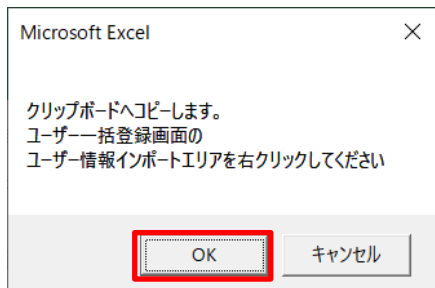 Microsoft Excel
クリップボードへコピーします。
ユーザー一括登録画面の
ユーザー情報インポートエリアを右クリックしてください
OK
キャンセル